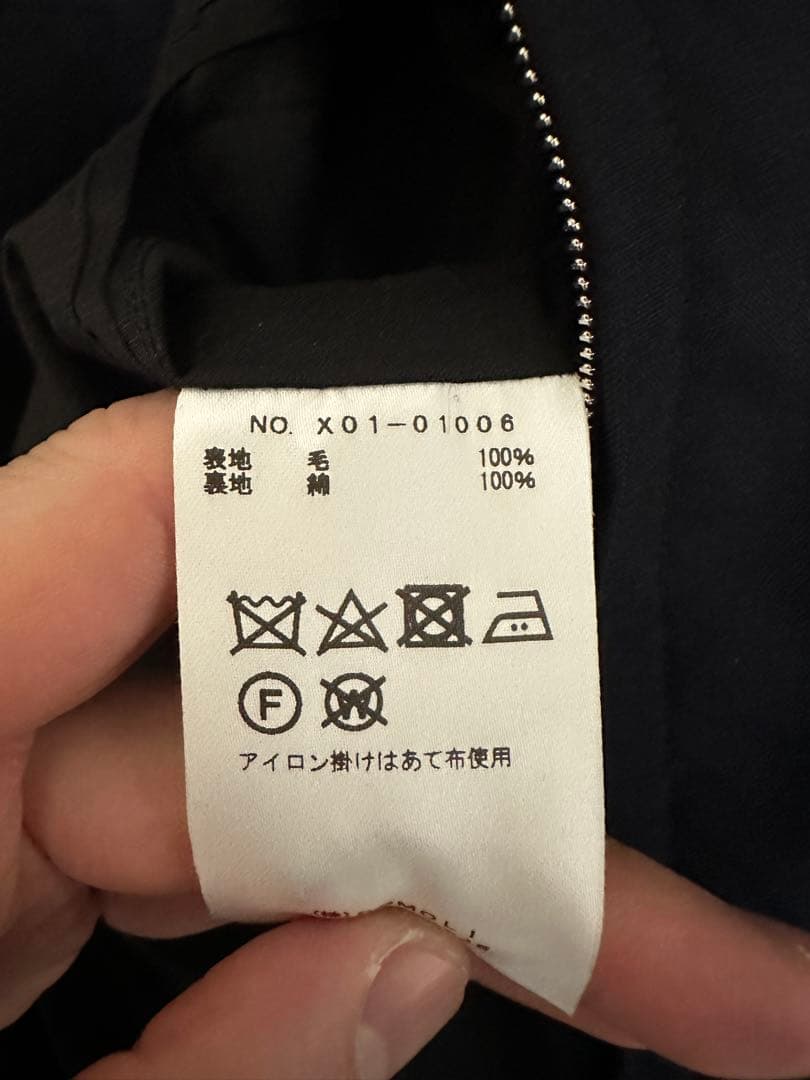 NO. X01-01006
表地 毛 100%
裏地 綿 100%
F W
アイロン掛けはあて布使用